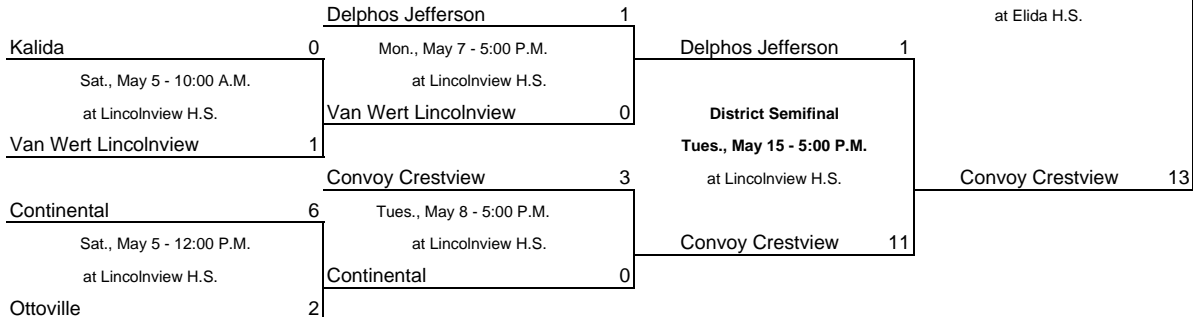 Delphos Jefferson 1
at Elida H.S.
Kalida 0
Mon., May 7 - 5:00 P.M.
Delphos Jefferson 1
Sat., May 5 - 10:00 A.M.
at Lincolnview H.S.
at Lincolnview H.S.
Van Wert Lincolnview 0
District Semifinal
Van Wert Lincolnview 1
Tues., May 15 - 5:00 P.M.
Convoy Crestview 3
at Lincolnview H.S.
Convoy Crestview 13
Continental 6
Tues., May 8 - 5:00 P.M.
Sat., May 5 - 12:00 P.M.
at Lincolnview H.S.
Convoy Crestview 11
at Lincolnview H.S.
Continental 0
Ottoville 2